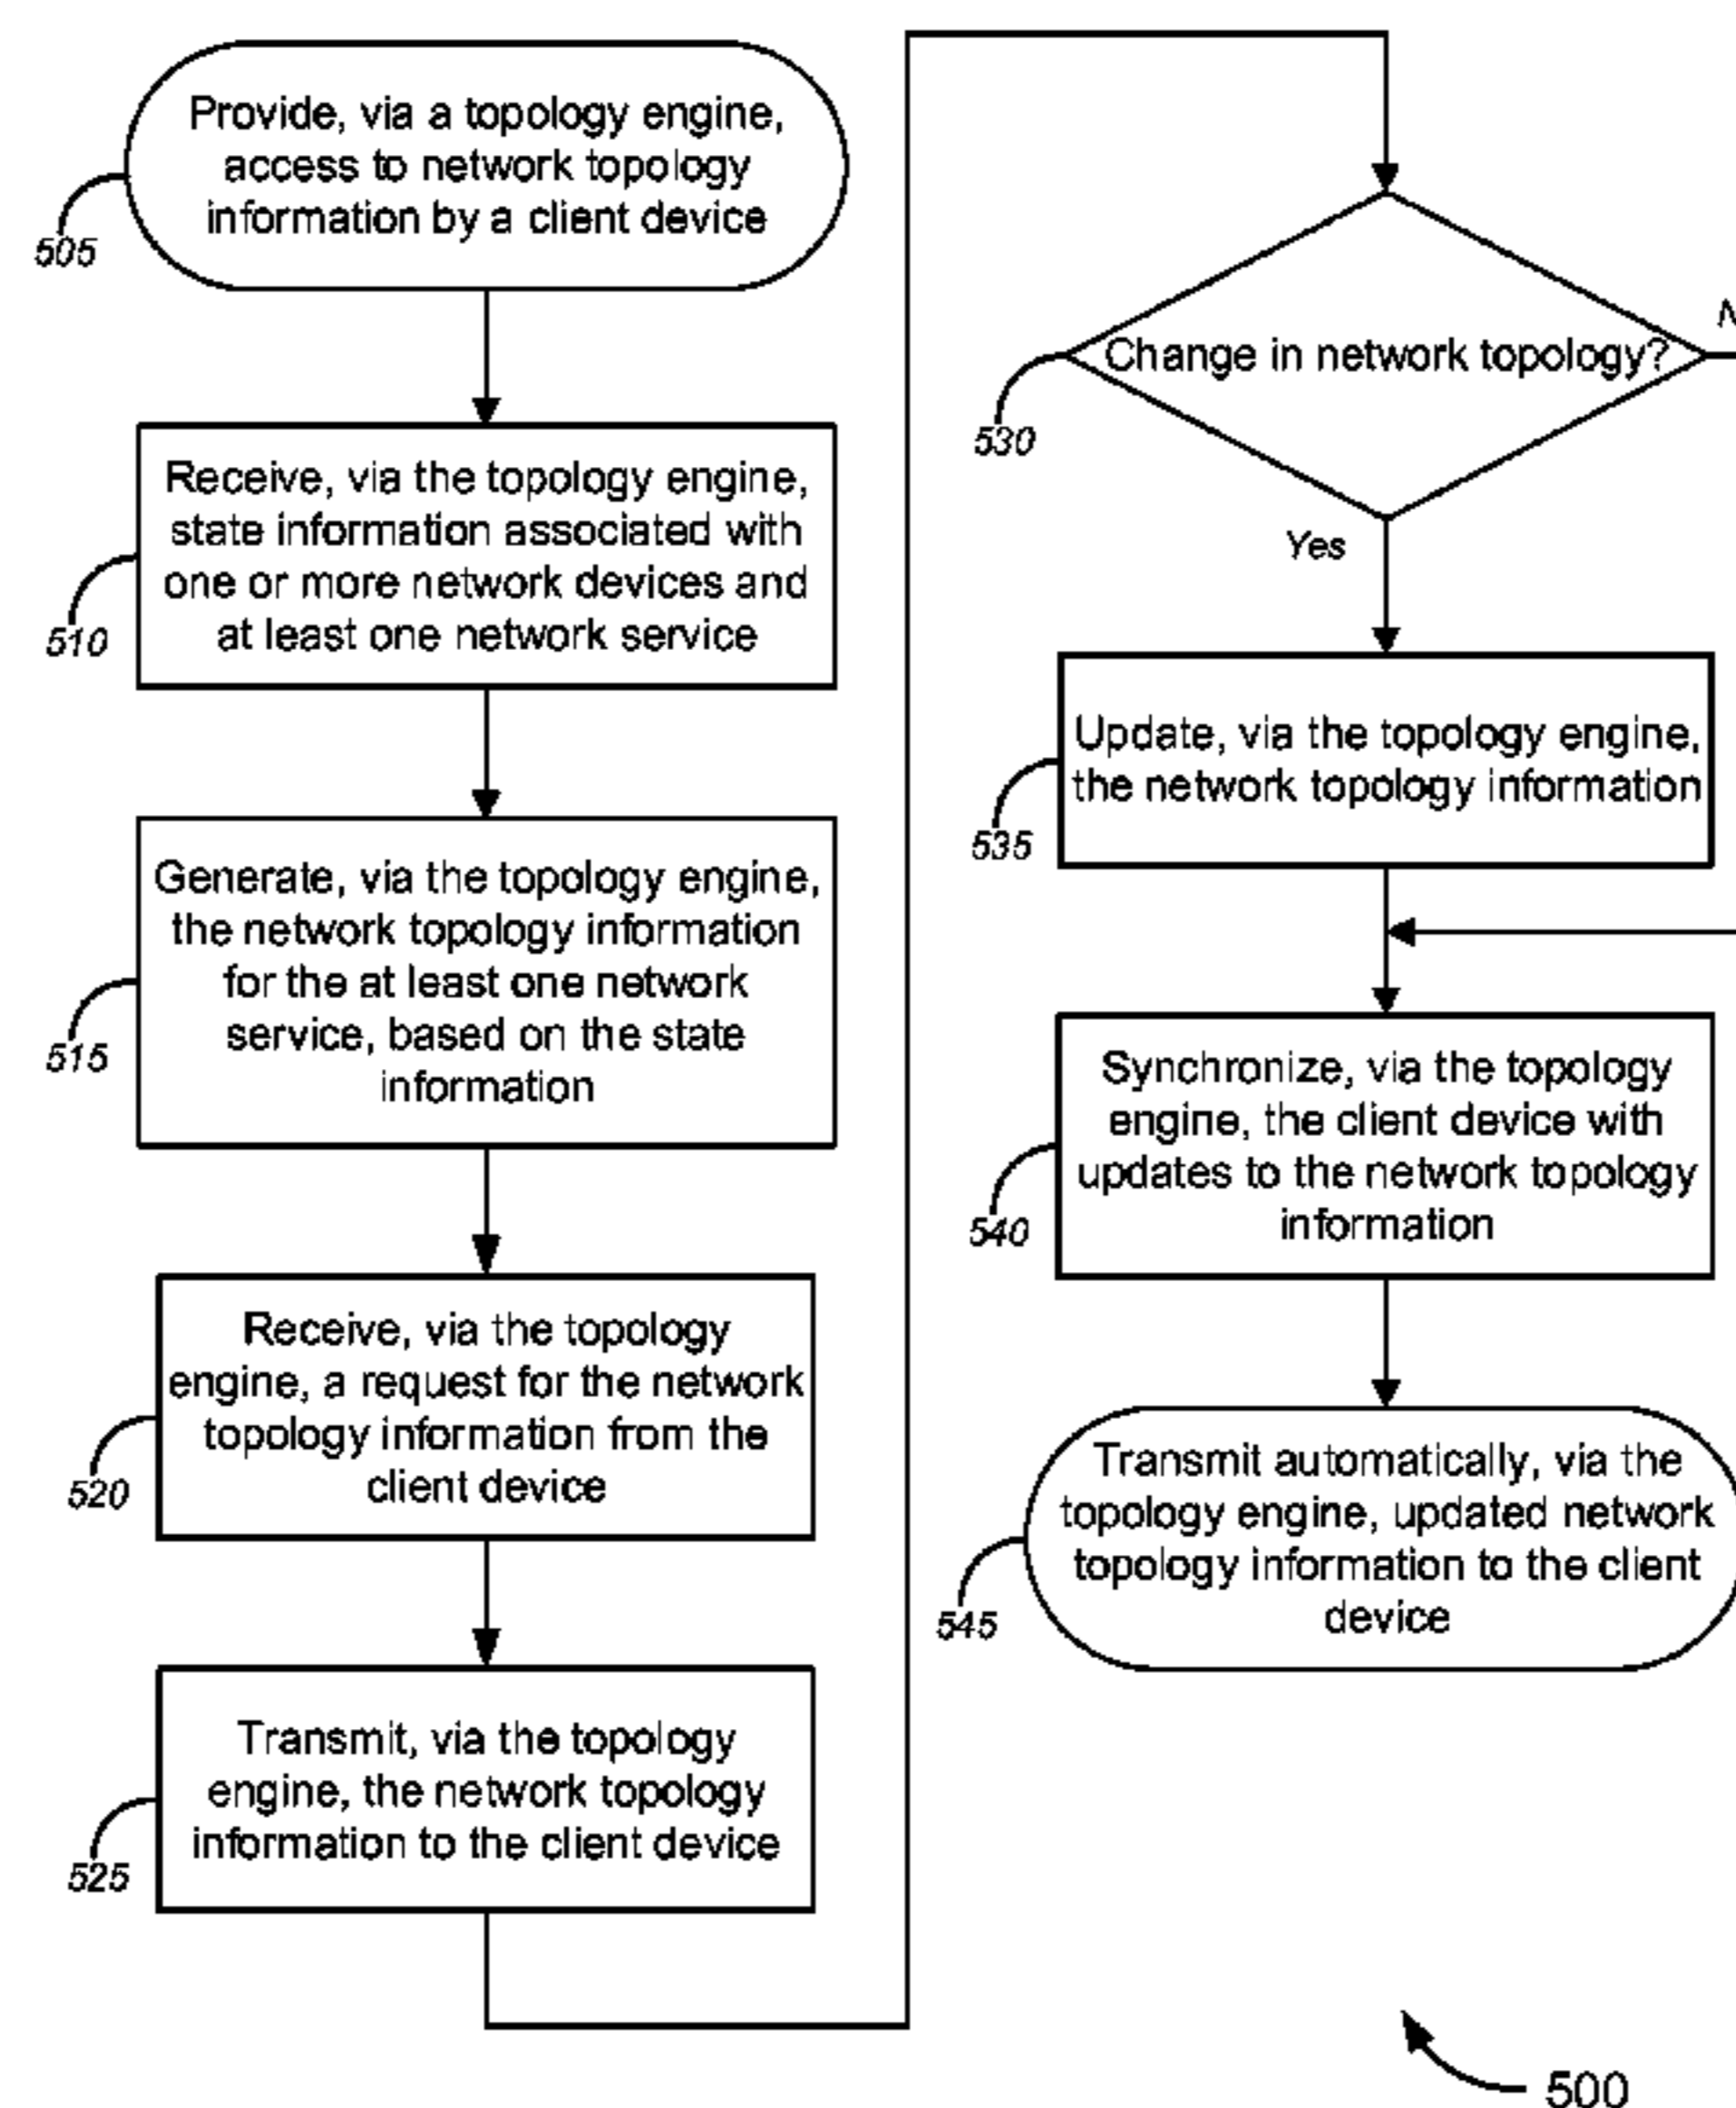 Provide, via a topology engine,
access to network topology
information by a client device
505
Receive, via the topology engine,
state information associated with
one or more network devices and
at least one network service
510
Generate, via the topology engine,
the network topology information
for the at least one network
service, based on the state
information
515
Receive, via the topology
engine, a request for the network
topology information from the
client device
520
Transmit, via the topology
engine, the network topology
information to the client device
525
Change in network topology?
530
Yes
Update, via the topology engine,
the network topology information
535
Synchronize, via the topology
engine, the client device with
updates to the network topology
information
540
Transmit automatically, via the
topology engine, updated network
topology information to the client
device
545
500